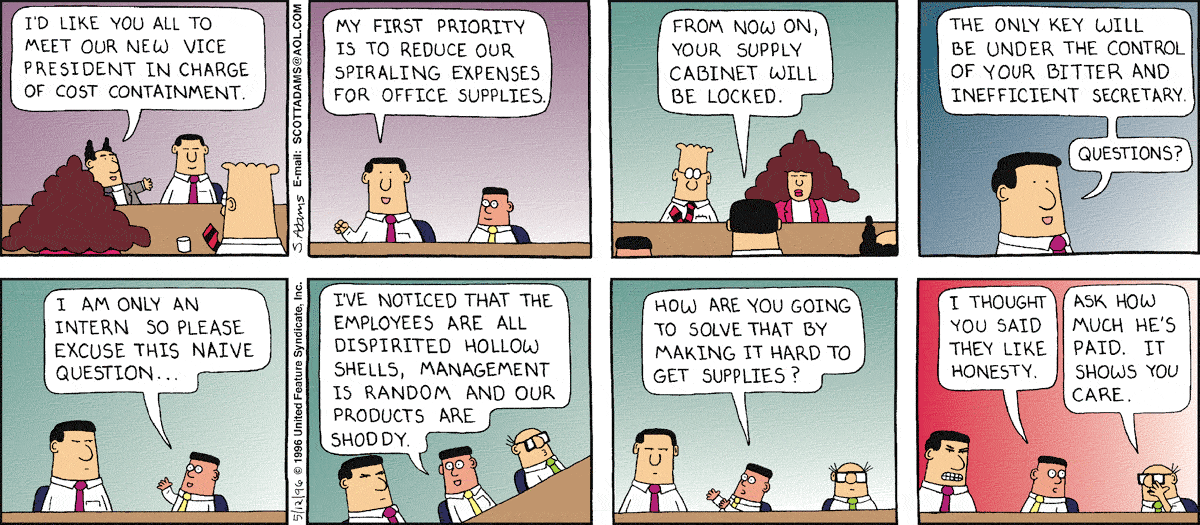 I'D LIKE YOU ALL TO
MEET OUR NEW VICE
PRESIDENT IN CHARGE
OF COST CONTAINMENT.
S.Adams E-mail: SCOTTADAMS@AOL.COM
MY FIRST PRIORITY
IS TO REDUCE OUR
SPIRALING EXPENSES
FOR OFFICE SUPPLIES.
FROM NOW ON,
YOUR SUPPLY
CABINET WILL
BE LOCKED.
THE ONLY KEY WILL
BE UNDER THE CONTROL
OF YOUR BITTER AND
INEFFICIENT SECRETARY.
QUESTIONS?
I AM ONLY AN
INTERN SO PLEASE
EXCUSE THIS NAIVE
QUESTION...
5/12/96 © 1996 United Feature Syndicate, Inc.
I'VE NOTICED THAT THE
EMPLOYEES ARE ALL
DISPIRITED HOLLOW
SHELLS, MANAGEMENT
IS RANDOM AND OUR
PRODUCTS ARE
SHODDY.
HOW ARE YOU GOING
TO SOLVE THAT BY
MAKING IT HARD TO
GET SUPPLIES?
I THOUGHT
YOU SAID
THEY LIKE
HONESTY.
ASK HOW
MUCH HE'S
PAID. IT
SHOWS YOU
CARE.